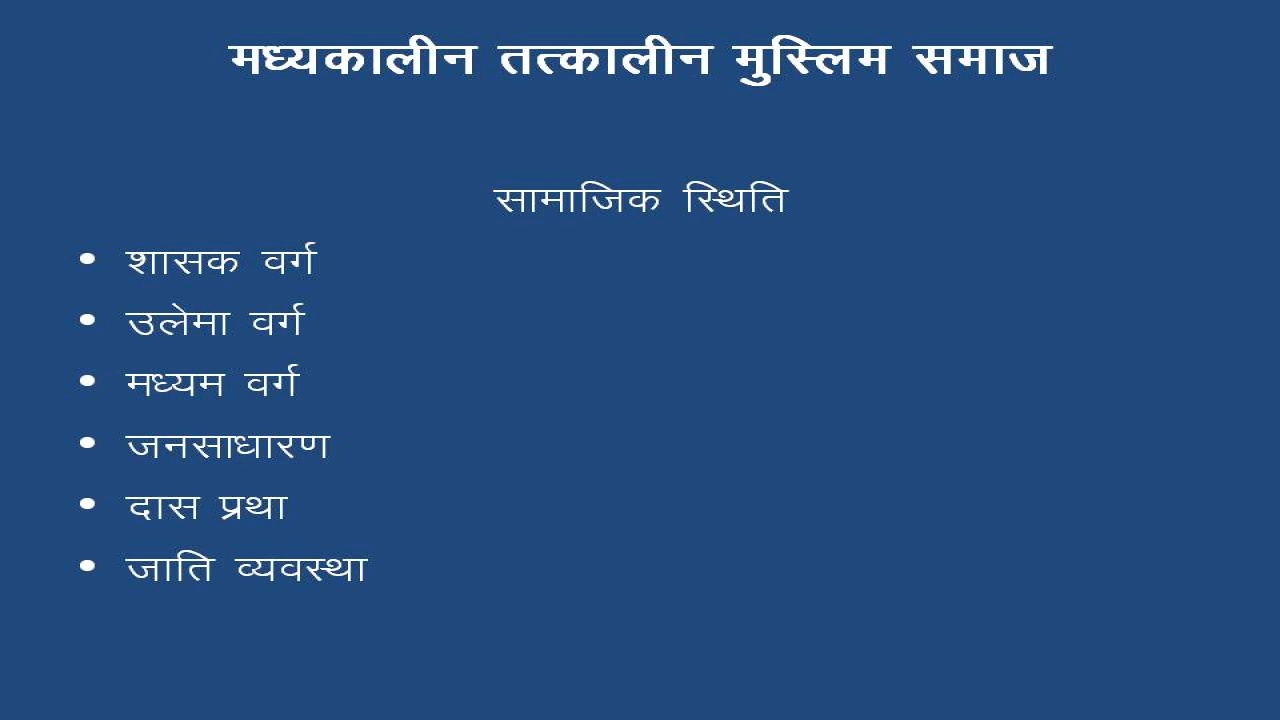 मध्यकालीन तत्कालीन मुस्लिम समाज
सामाजिक स्थिति
• शासक वर्ग
• उलेमा वर्ग
• मध्यम वर्ग
• जनसाधारण
• दास प्रथा
• जाति व्यवस्था